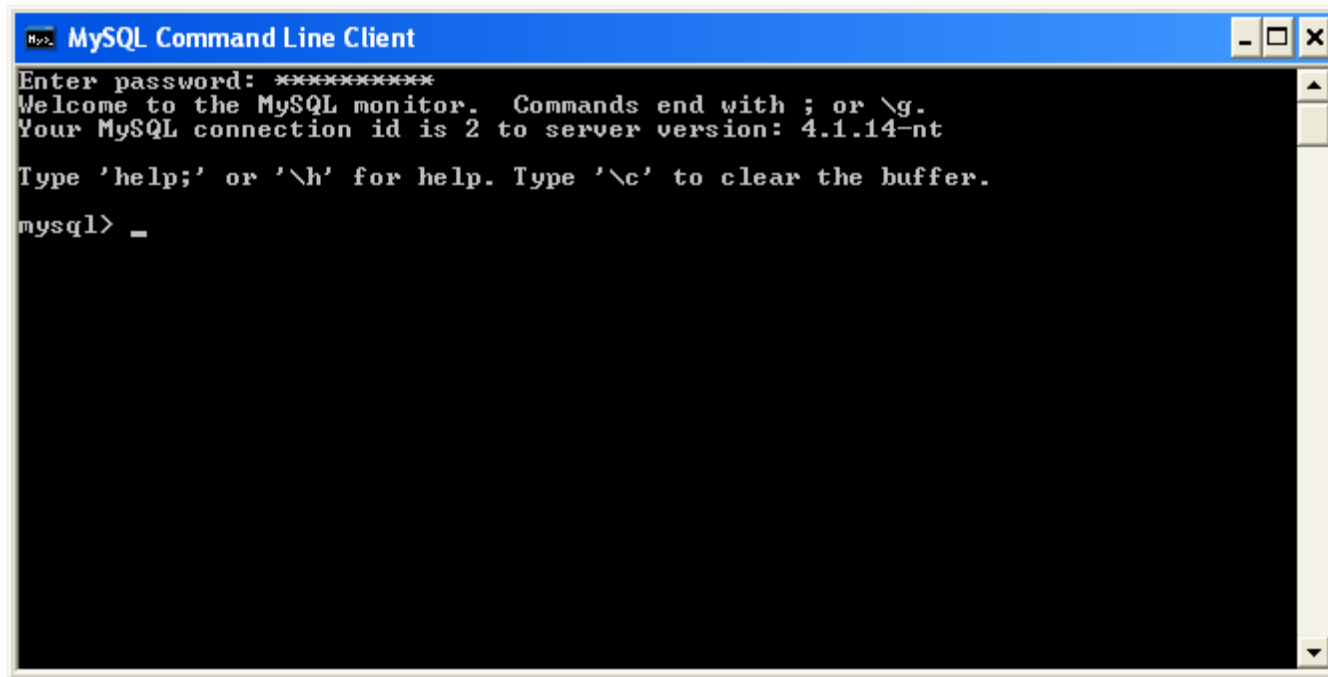 MySQL Command Line Client
Enter password: **********
Welcome to the MySQL monitor.  Commands end with ; or \g.
Your MySQL connection id is 2 to server version: 4.1.14-nt
Type 'help;' or '\h' for help. Type '\c' to clear the buffer.
mysql> _